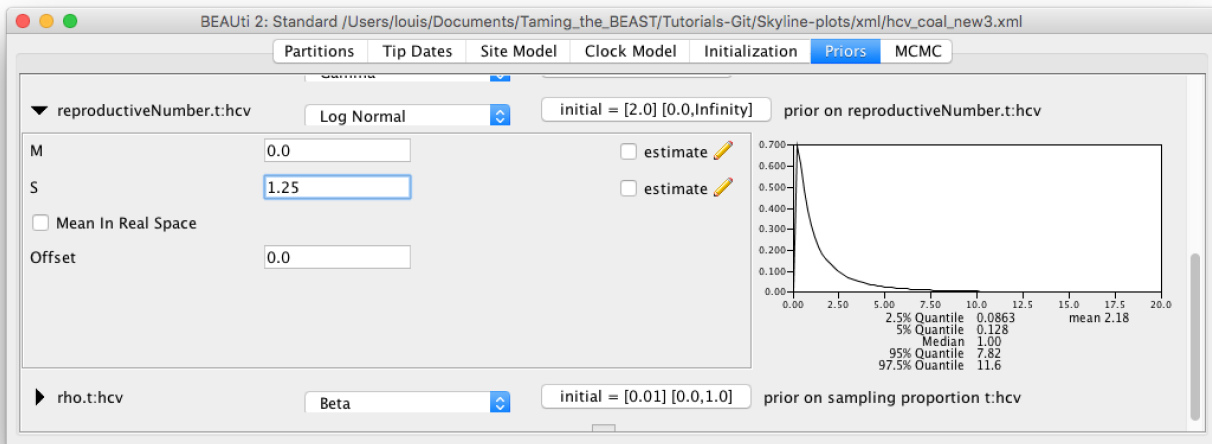 BEAUti 2: Standard /Users/louis/Documents/Taming_the_BEAST/Tutorials-Git/Skyline-plots/xml/hcv_coal_new3.xml
Partitions Tip Dates Site Model Clock Model Initialization Priors MCMC
Gamma
reproductiveNumber.t:hcv Log Normal initial = [2.0] [0.0,Infinity] prior on reproductiveNumber.t:hcv
M 0.0 estimate
S 1.25 estimate
Mean In Real Space
Offset 0.0
0.700
0.600
0.500
0.400
0.300
0.200
0.100
0.00
0.00 2.50 5.00 7.50 10.0 12.5 15.0 17.5 20.0
2.5% Quantile 0.0863 mean 2.18
5% Quantile 0.128
Median 1.00
95% Quantile 7.82
97.5% Quantile 11.6
rho.t:hcv Beta initial = [0.01] [0.0,1.0] prior on sampling proportion t:hcv